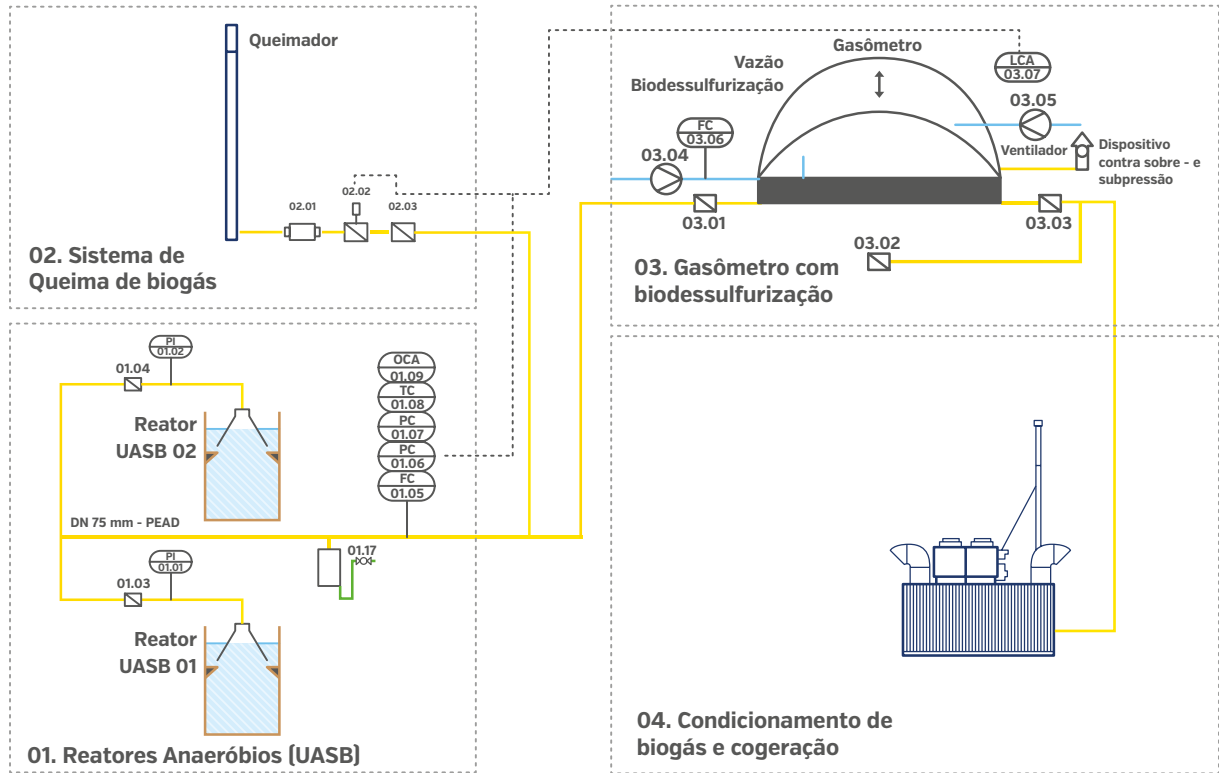 Queimador
02.01
02.02
02.03
02. Sistema de
Queima de biogás
Gasômetro
Vazão
Biodessulfurização
LCA
03.07
03.05
FC
03.06
03.04
Ventilador
Dispositivo
contra sobre - e
subpressão
03.01
03.03
03.02
03. Gasômetro com
biodessulfurização
PI
01.02
01.04
Reator
UASB 02
OCA
01.09
TC
01.08
PC
01.07
PC
01.06
FC
01.05
DN 75 mm - PEAD
PI
01.01
01.03
01.17
Reator
UASB 01
01. Reatores Anaeróbios (UASB)
04. Condicionamento de
biogás e cogeração